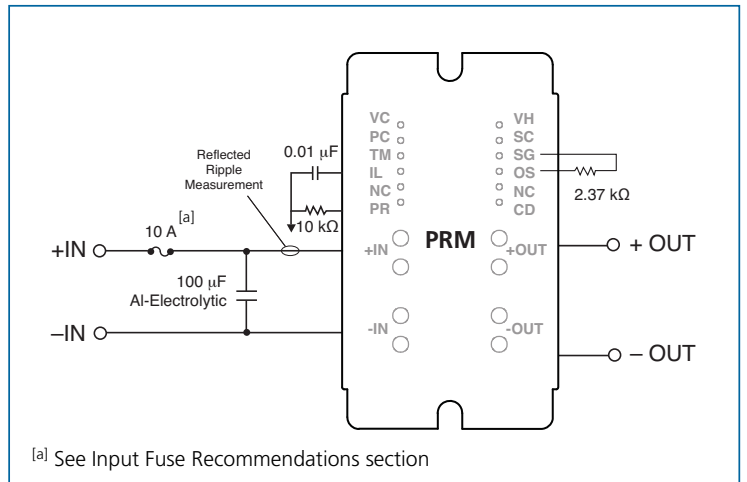 VC
PC
TM
IL
NC
PR
VH
SC
SG
OS
NC
CD
0.01 μF
10 kΩ
2.37 kΩ
Reflected
Ripple
Measurement
10 A [a]
+IN
–IN
100 μF
Al-Electrolytic
+IN
PRM
+OUT
-IN
-OUT
+ OUT
– OUT
[a] See Input Fuse Recommendations section